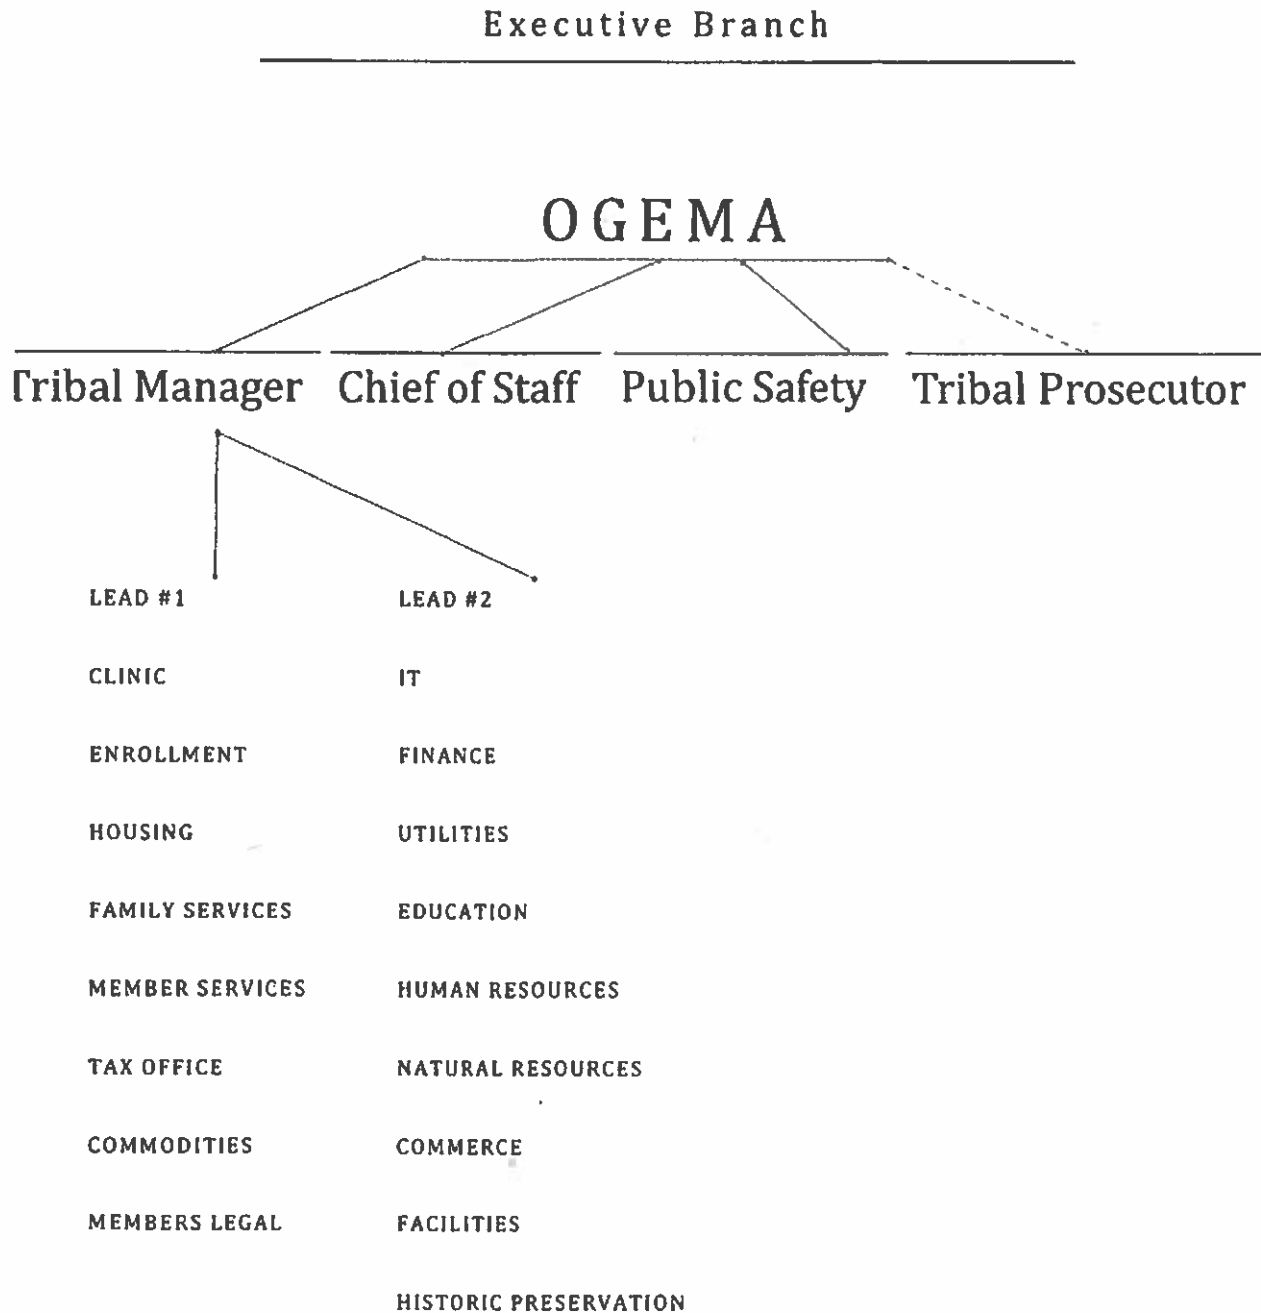 Executive Branch
OGEMA
Tribal Manager Chief of Staff Public Safety Tribal Prosecutor
LEAD #1 LEAD #2
CLINIC IT
ENROLLMENT FINANCE
HOUSING UTILITIES
FAMILY SERVICES EDUCATION
MEMBER SERVICES HUMAN RESOURCES
TAX OFFICE NATURAL RESOURCES
COMMODITIES COMMERCE
MEMBERS LEGAL FACILITIES
HISTORIC PRESERVATION